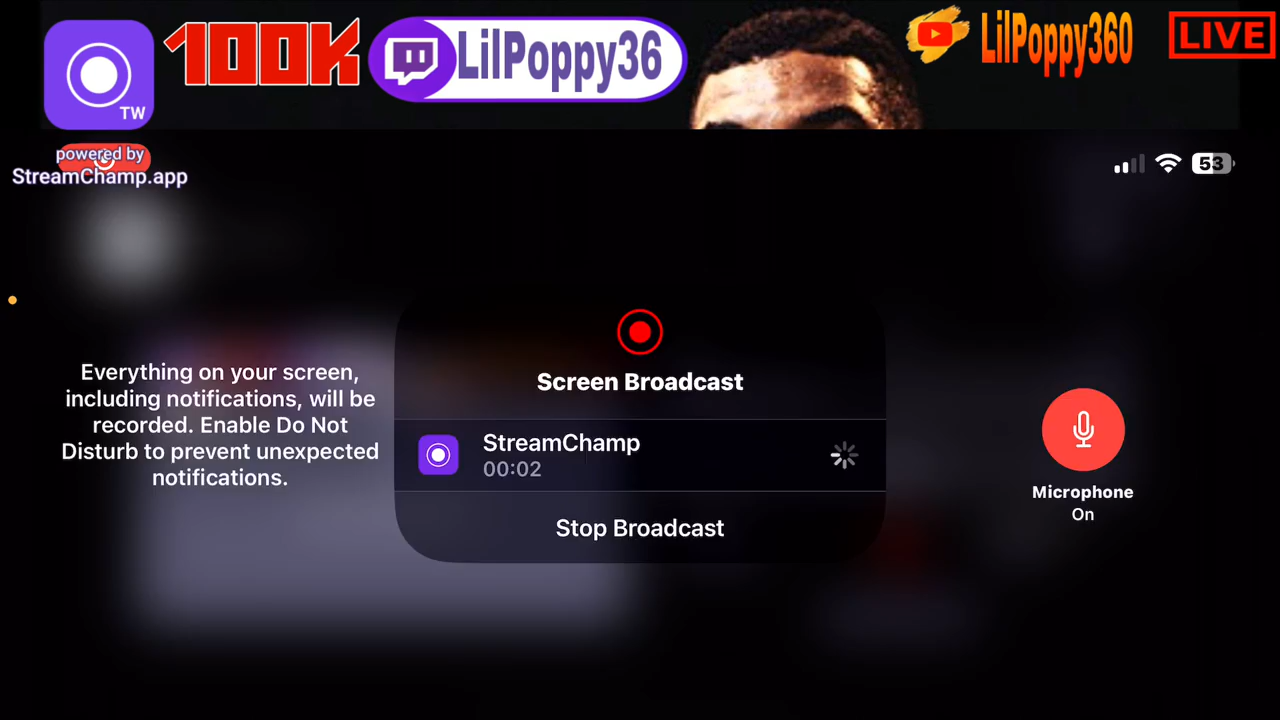 100K
LilPoppy36
LilPoppy360
LIVE
TW
powered by
StreamChamp.app
53
Everything on your screen,
including notifications, will be
recorded. Enable Do Not
Disturb to prevent unexpected
notifications.
Screen Broadcast
StreamChamp
00:02
Stop Broadcast
Microphone
On